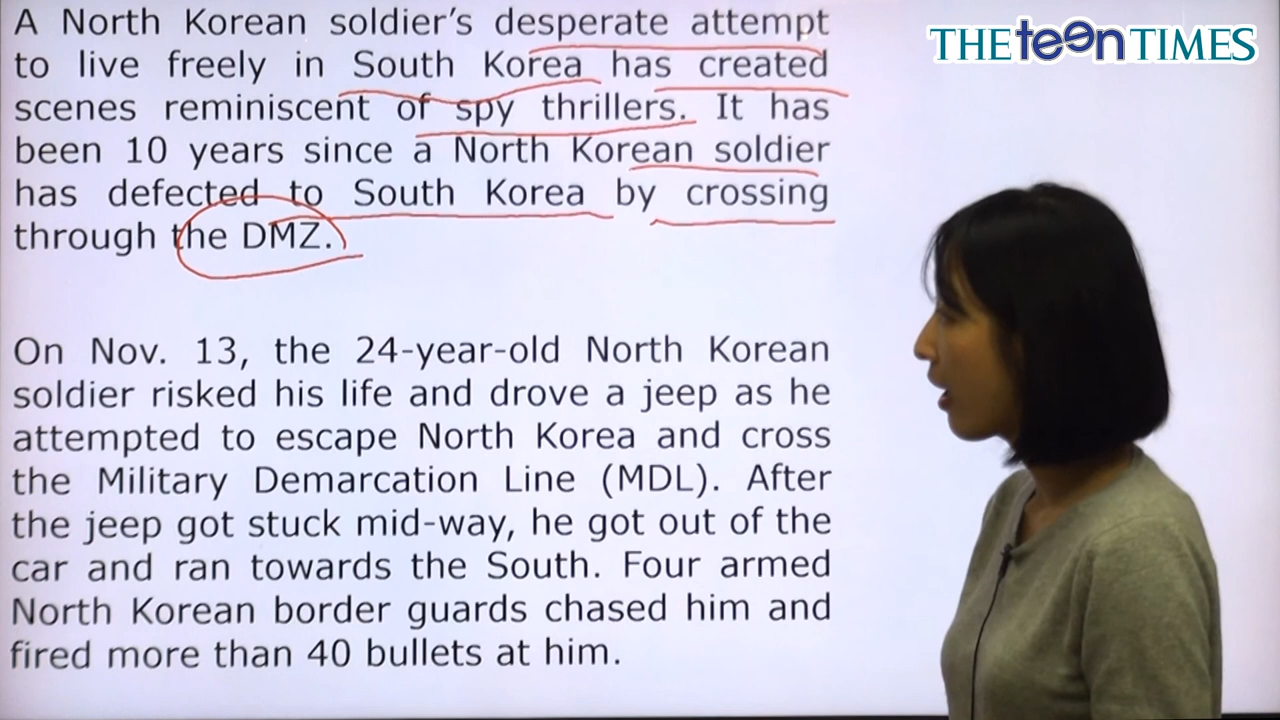 A North Korean soldier's desperate attempt
to live freely in South Korea has created
scenes reminiscent of spy thrillers. It has
been 10 years since a North Korean soldier
has defected to South Korea by crossing
through the DMZ.
On Nov. 13, the 24-year-old North Korean
soldier risked his life and drove a jeep as he
attempted to escape North Korea and cross
the Military Demarcation Line (MDL). After
the jeep got stuck mid-way, he got out of the
car and ran towards the South. Four armed
North Korean border guards chased him and
fired more than 40 bullets at him.
THE teen TIMES